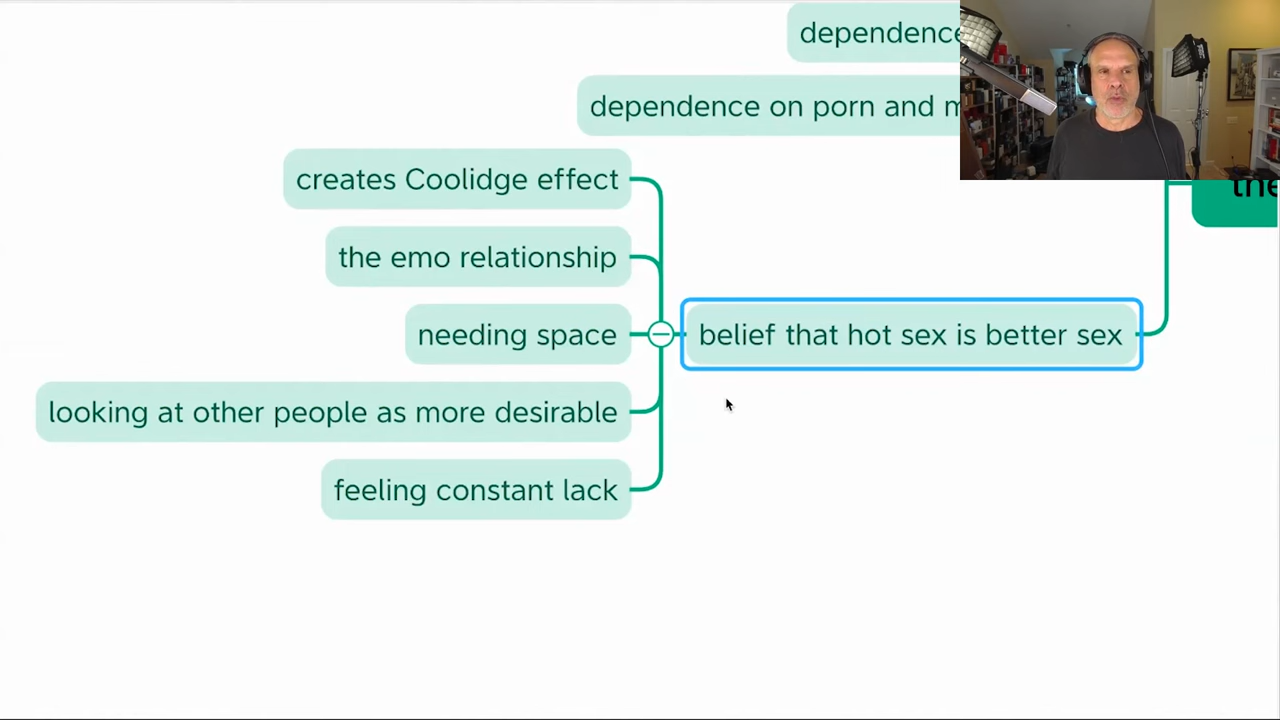 dependence
dependence on porn and
creates Coolidge effect
the emo relationship
needing space
belief that hot sex is better sex
looking at other people as more desirable
feeling constant lack